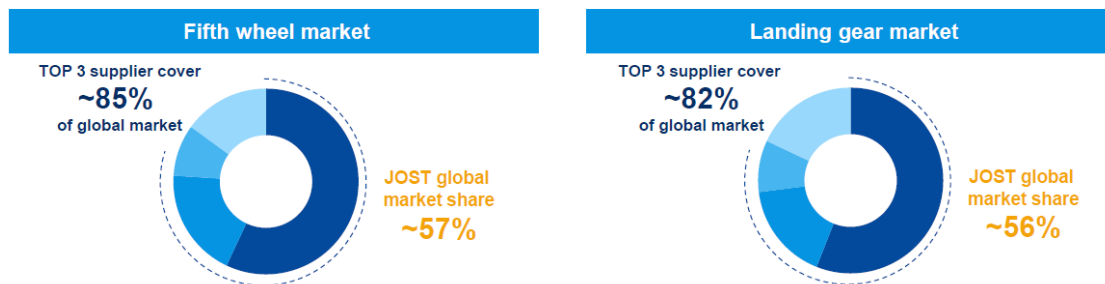 Fifth wheel market
TOP 3 supplier cover
~85%
of global market
JOST global
market share
~57%
Landing gear market
TOP 3 supplier cover
~82%
of global market
JOST global
market share
~56%